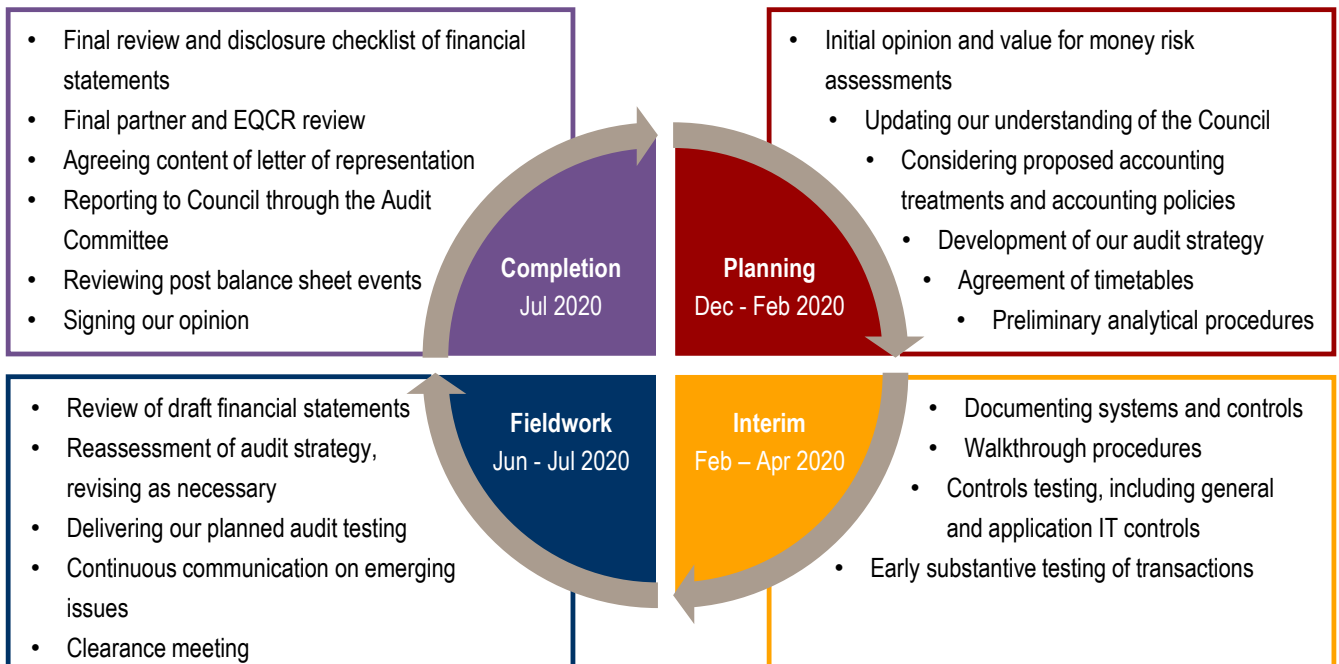 • Final review and disclosure checklist of financial
statements
• Final partner and EQCR review
• Agreeing content of letter of representation
• Reporting to Council through the Audit
Committee
• Reviewing post balance sheet events
• Signing our opinion
Completion
Jul 2020
• Initial opinion and value for money risk
assessments
• Updating our understanding of the Council
• Considering proposed accounting
treatments and accounting policies
• Development of our audit strategy
• Agreement of timetables
• Preliminary analytical procedures
Planning
Dec - Feb 2020
• Review of draft financial statements
• Reassessment of audit strategy,
revising as necessary
• Delivering our planned audit testing
• Continuous communication on emerging
issues
• Clearance meeting
Fieldwork
Jun - Jul 2020
Interim
Feb – Apr 2020
• Documenting systems and controls
• Walkthrough procedures
• Controls testing, including general
and application IT controls
• Early substantive testing of transactions